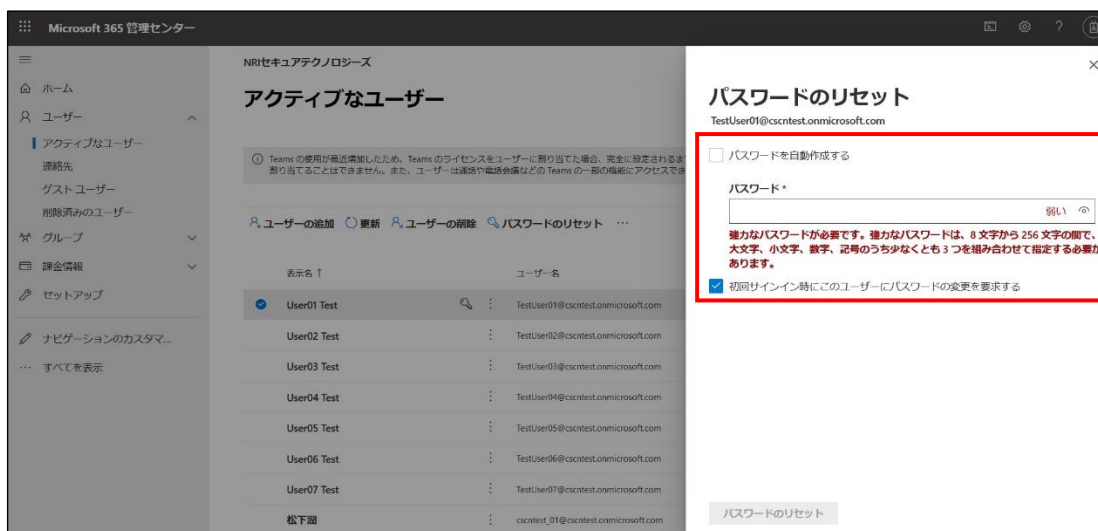 Microsoft 365 管理センター
ホーム
ユーザー
アクティブなユーザー
連絡先
ゲスト ユーザー
削除済みのユーザー
グループ
課金情報
セットアップ
ナビゲーションのカスタマ...
… すべてを表示
NRIセキュアテクノロジーズ
アクティブなユーザー
Teams の使用が最近増加したため、Teams のライセンスをユーザーに割り当てた場合、完全に設定されるま
割り当てることはできません。また、ユーザーは通話や電話会議などの Teams の一部の機能にアクセスでき
ユーザーの追加 更新 ユーザーの削除 パスワードのリセット …
表示名 ↑ ユーザー名
User01 Test TestUser01@cscntest.onmicrosoft.com
User02 Test TestUser02@cscntest.onmicrosoft.com
User03 Test TestUser03@cscntest.onmicrosoft.com
User04 Test TestUser04@cscntest.onmicrosoft.com
User05 Test TestUser05@cscntest.onmicrosoft.com
User06 Test TestUser06@cscntest.onmicrosoft.com
User07 Test TestUser07@cscntest.onmicrosoft.com
松下潤 cscntest_01@cscntest.onmicrosoft.com
パスワードのリセット
TestUser01@cscntest.onmicrosoft.com
パスワードを自動作成する
パスワード *
弱い
強力なパスワードが必要です。強力なパスワードは、8 文字から 256 文字の間で、
大文字、小文字、数字、記号のうち少なくとも 3 つを組み合わせて指定する必要が
あります。
初回サインイン時にこのユーザーにパスワードの変更を要求する
パスワードのリセット